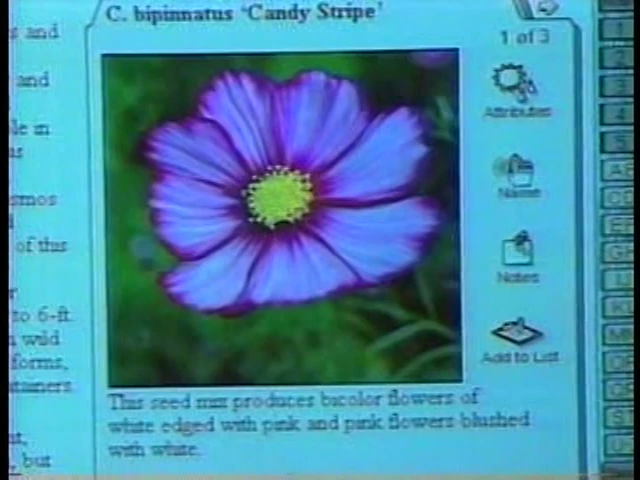 C. bipinnatus 'Candy Stripe'
1 of 3
s and
and
le in
Attributes
smos
Name
of this
Notes
to 6-ft.
wild
forms,
Add to List
tainers
This seed mix produces bicolor flowers of
white edged with pink and pink flowers blushed
with white.
but